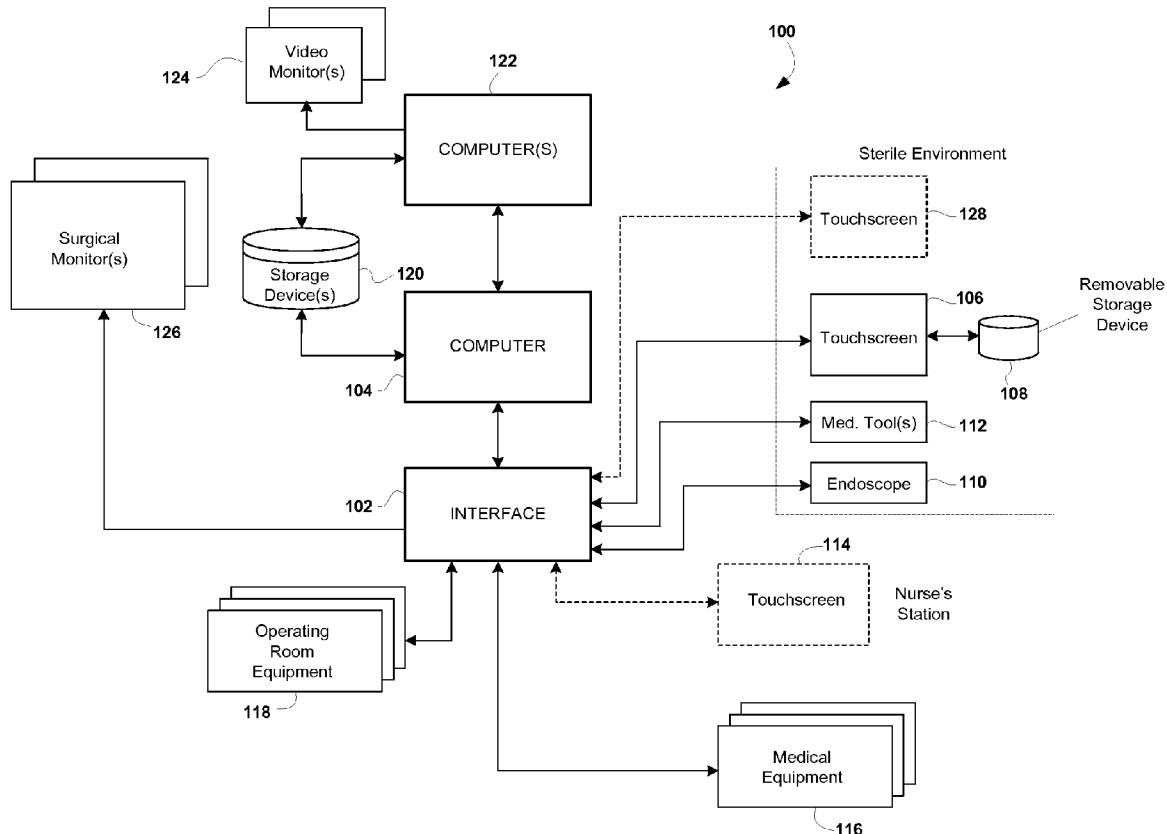 100
Video
Monitor(s)
124
122
COMPUTER(S)
Sterile Environment
Touchscreen
128
Surgical
Monitor(s)
126
Storage
Device(s)
120
COMPUTER
104
106
Touchscreen
Removable
Storage
Device
108
Med. Tool(s)
112
Endoscope
110
102
INTERFACE
114
Touchscreen
Nurse's
Station
Operating
Room
Equipment
118
Medical
Equipment
116